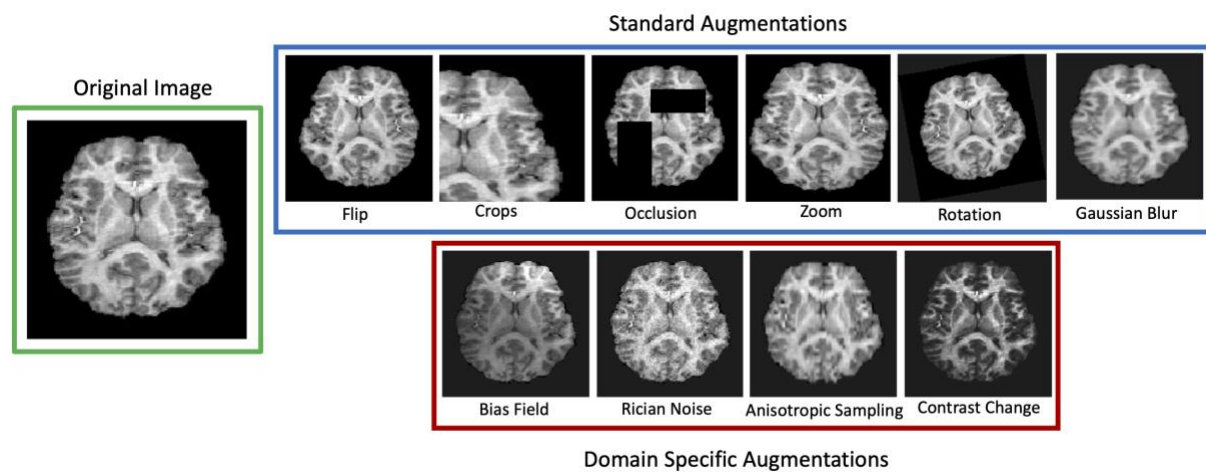 Standard Augmentations
Original Image
Flip
Crops
Occlusion
Zoom
Rotation
Gaussian Blur
Bias Field
Rician Noise
Anisotropic Sampling
Contrast Change
Domain Specific Augmentations